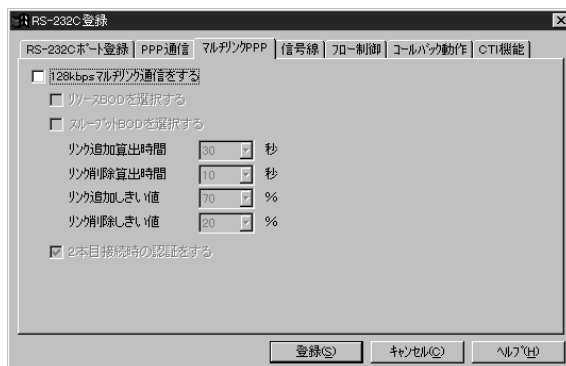 RS-232C登録
RS-232Cポート登録 PPP通信 マルチリンクPPP 信号線 フロー制御 コールバック動作 CTI機能
128kbpsマルチリンク通信をする
リソースBODを選択する
スループットBODを選択する
リンク追加算出時間 30 秒
リンク削除算出時間 10 秒
リンク追加しきい値 70 %
リンク削除しきい値 20 %
2本目接続時の認証をする
登録(S) キャンセル(C) ヘルプ(H)